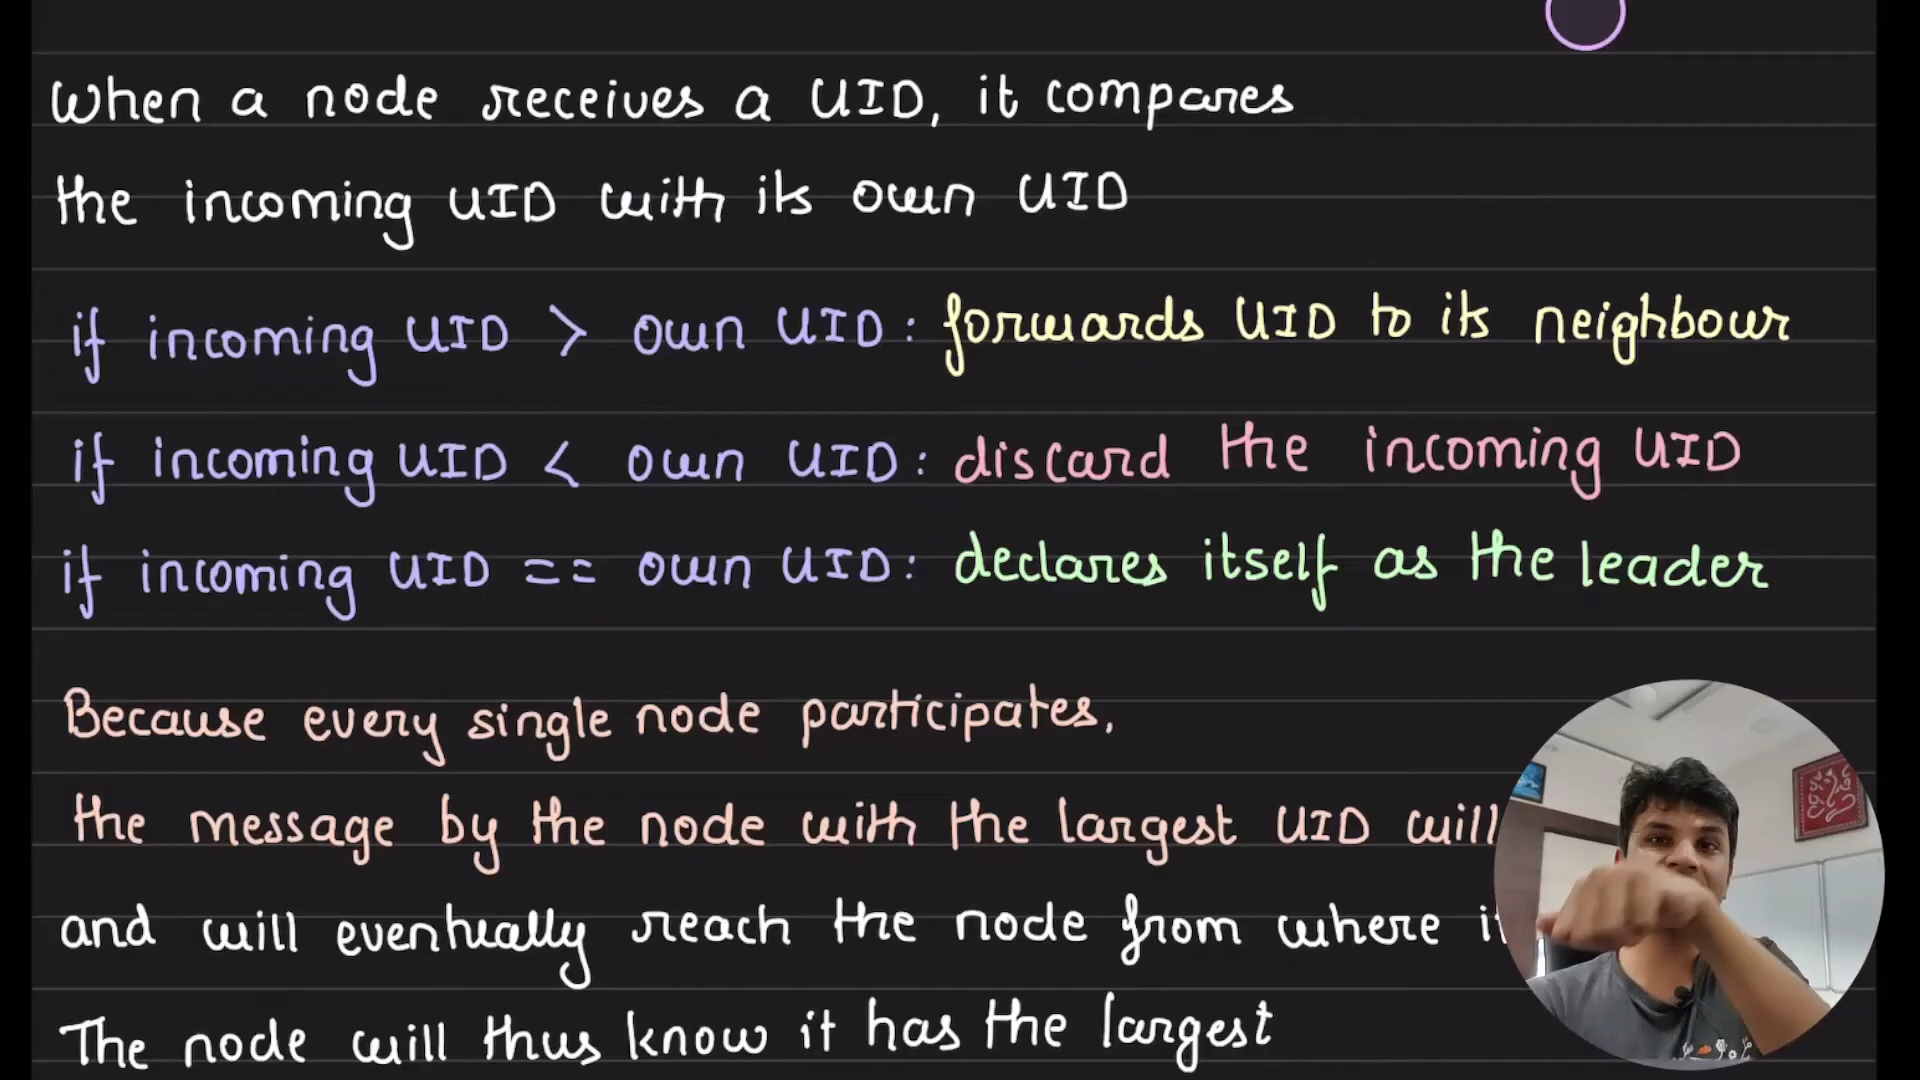 When a node receives a UID, it compares
the incoming UID with its own UID
if incoming UID > own UID: forwards UID to its neighbour
if incoming UID < own UID: discard the incoming UID
if incoming UID == own UID: declares itself as the leader
Because every single node participates,
the message by the node with the largest UID will
and will eventually reach the node from where
The node will thus know it has the largest